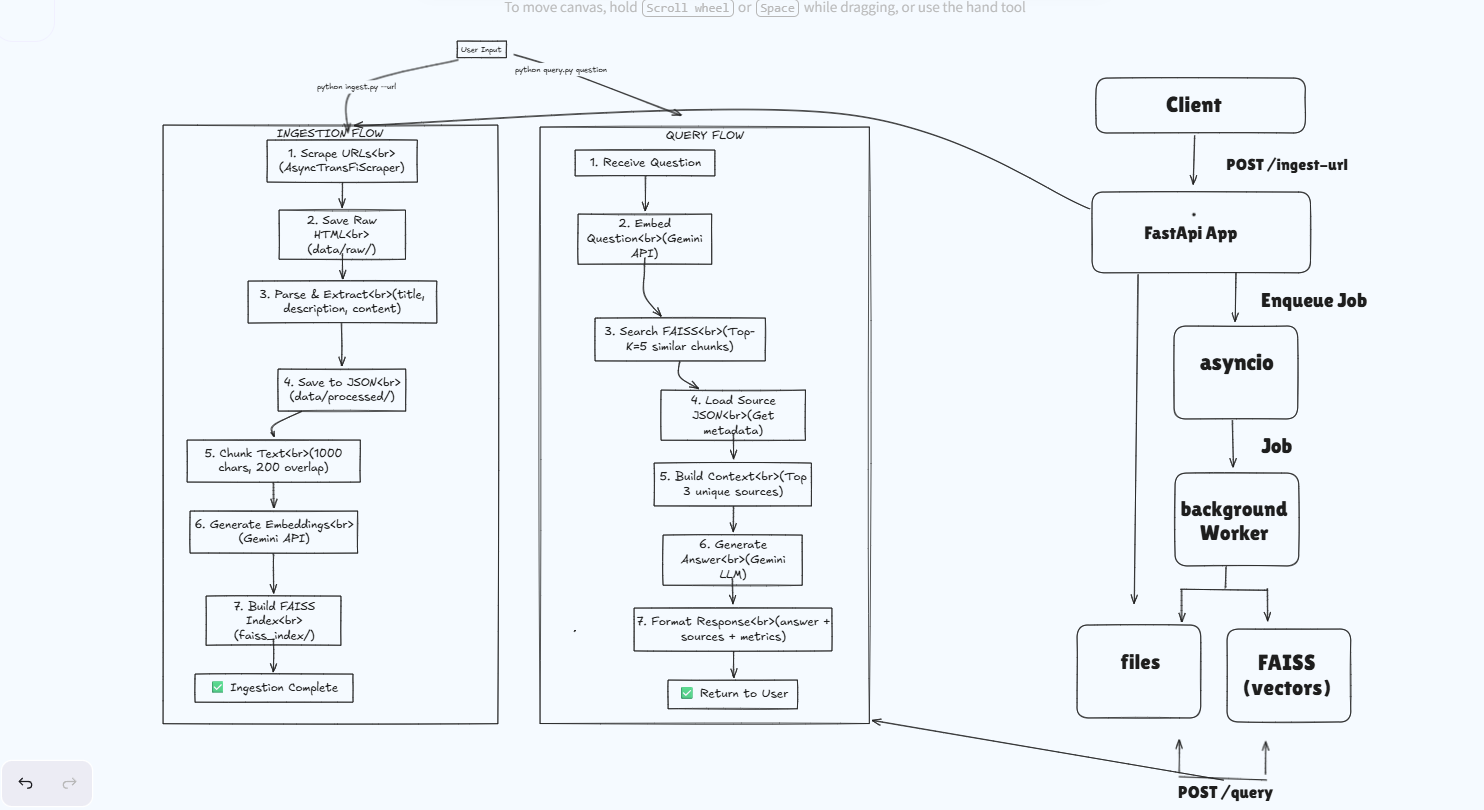 To move canvas, hold Scroll wheel or Space while dragging, or use the hand tool
User Input
python ingest.py --url
python query.py question
INGESTION FLOW
1. Scrape URLs<br>
(AsyncTransFiScraper)
2. Save Raw
HTML<br>
(data/raw/)
3. Parse & Extract<br>(title,
description, content)
4. Save to JSON<br>
(data/processed/)
5. Chunk Text<br>(1000
chars, 200 overlap)
6. Generate Embeddings<br>
(Gemini API)
7. Build FAISS
Index<br>
(faiss_index/)
✅ Ingestion Complete
QUERY FLOW
1. Receive Question
2. Embed
Question<br>(Gemini
API)
3. Search FAISS<br>(Top-
K=5 similar chunks)
4. Load Source
JSON<br>(Get
metadata)
5. Build Context<br>(Top
3 unique sources)
6. Generate
Answer<br>(Gemini
LLM)
7. Format Response<br>(answer +
sources + metrics)
✅ Return to User
Client
POST /ingest-url
FastApi App
Enqueue Job
asyncio
Job
background
Worker
files
FAISS
(vectors)
POST /query